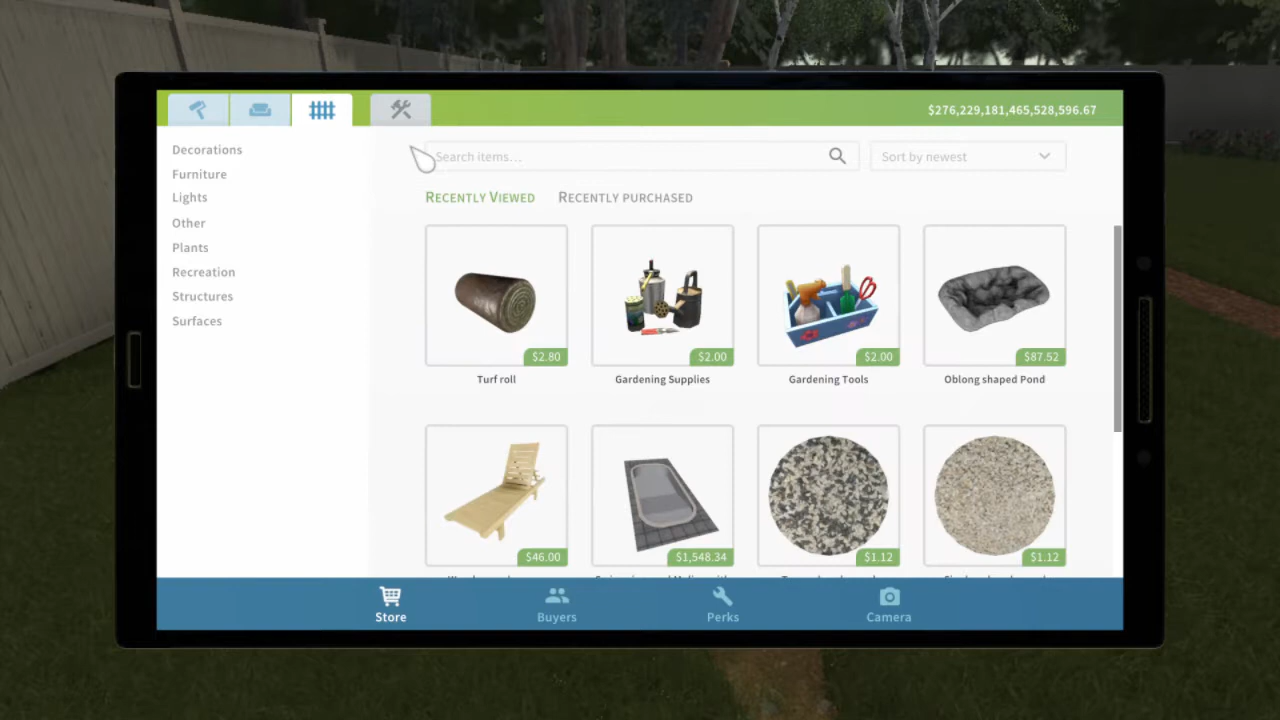 $276,229,181,465,528,596.67
Decorations
Furniture
Lights
Other
Plants
Recreation
Structures
Surfaces
Search items...
Sort by newest
Recently Viewed
Recently purchased
$2.80
$2.00
$2.00
$87.52
Turf roll
Gardening Supplies
Gardening Tools
Oblong shaped Pond
$46.00
$1,548.34
$1.12
$1.12
Store
Buyers
Perks
Camera